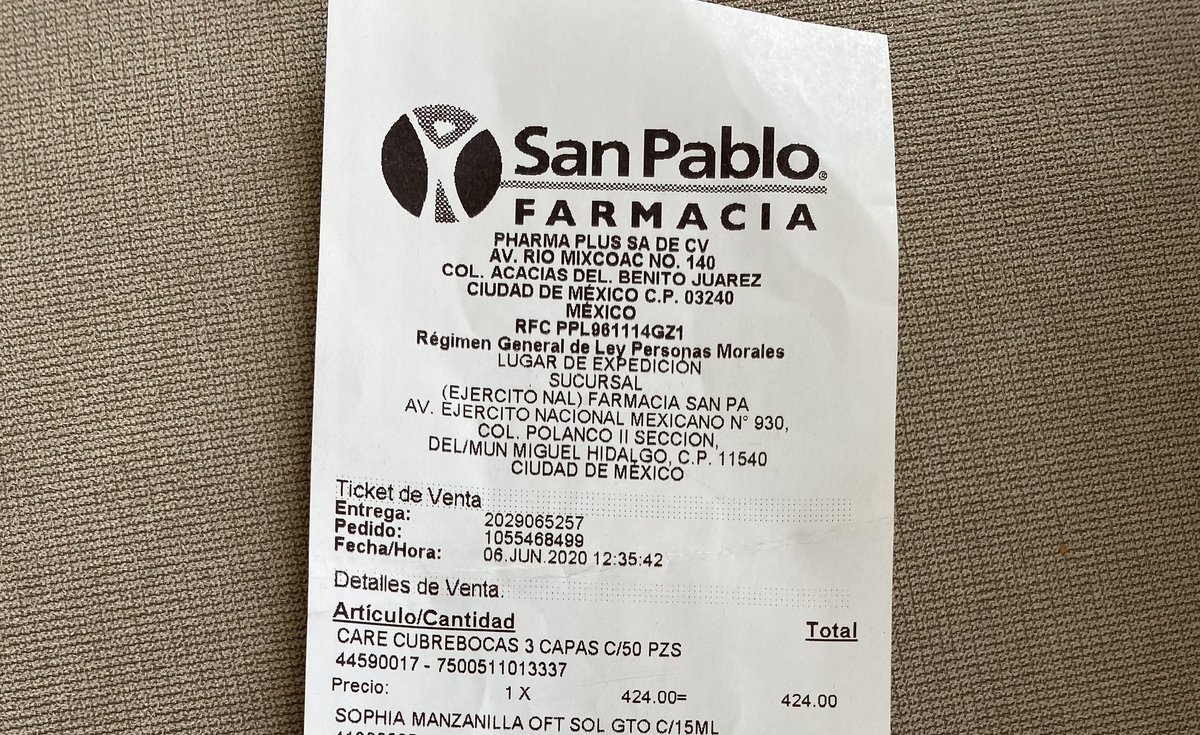 San Pablo®
FARMACIA
PHARMA PLUS SA DE CV
AV. RIO MIXCOAC NO. 140
COL. ACACIAS DEL. BENITO JUAREZ
CIUDAD DE MÉXICO C.P. 03240
MÉXICO
RFC PPL961114GZ1
Régimen General de Ley Personas Morales
LUGAR DE EXPEDICIÓN
SUCURSAL
(EJERCITO NAL) FARMACIA SAN PA
AV. EJERCITO NACIONAL MEXICANO N° 930,
COL. POLANCO II SECCION,
DEL/MUN MIGUEL HIDALGO, C.P. 11540
CIUDAD DE MÉXICO
Ticket de Venta
Entrega: 2029065257
Pedido: 1055468499
Fecha/Hora: 06.JUN.2020 12:35:42
Detalles de Venta.
Artículo/Cantidad Total
CARE CUBREBOCAS 3 CAPAS C/50 PZS
44590017 - 7500511013337
Precio: 1 X 424.00= 424.00
SOPHIA MANZANILLA OFT SOL GTO C/15ML